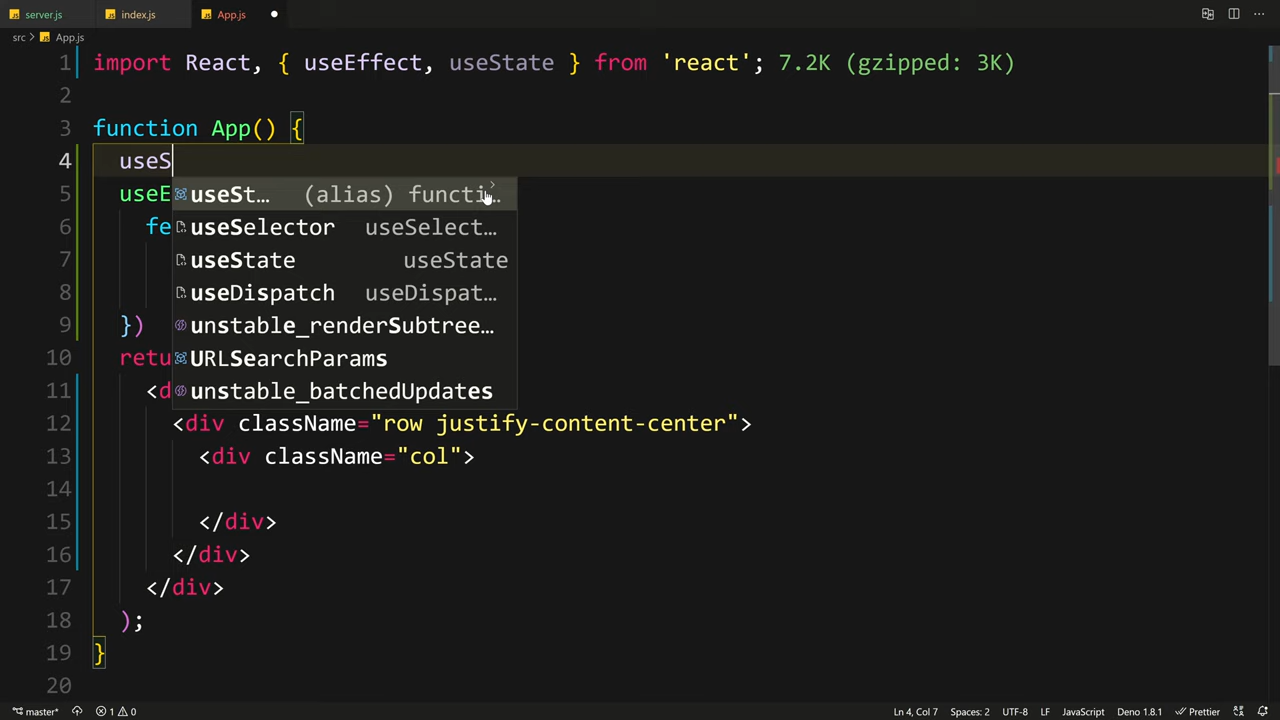 server.js index.js App.js
src > App.js
1 import React, { useEffect, useState } from 'react'; 7.2K (gzipped: 3K)
2
3 function App() {
4 useS
5 useE
useSt… (alias) functi…
6 fe
useSelector useSelect…
7
useState useState
8
useDispatch useDispat…
9 })
unstable_renderSubtree…
10 retu
URLSearchParams
11 <d
unstable_batchedUpdates
12 <div className="row justify-content-center">
13 <div className="col">
14
15 </div>
16 </div>
17 </div>
18 );
19 }
20
master* 1 0 Ln 4, Col 7 Spaces: 2 UTF-8 LF JavaScript Deno 1.8.1 Prettier